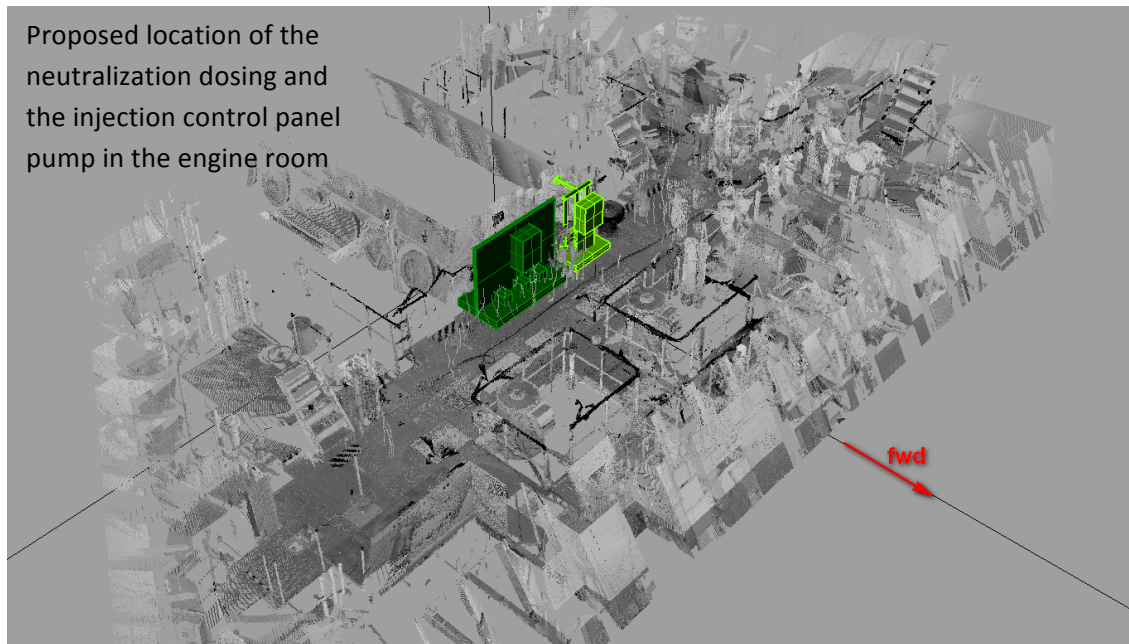 Proposed location of the
neutralization dosing and
the injection control panel
pump in the engine room
fwd